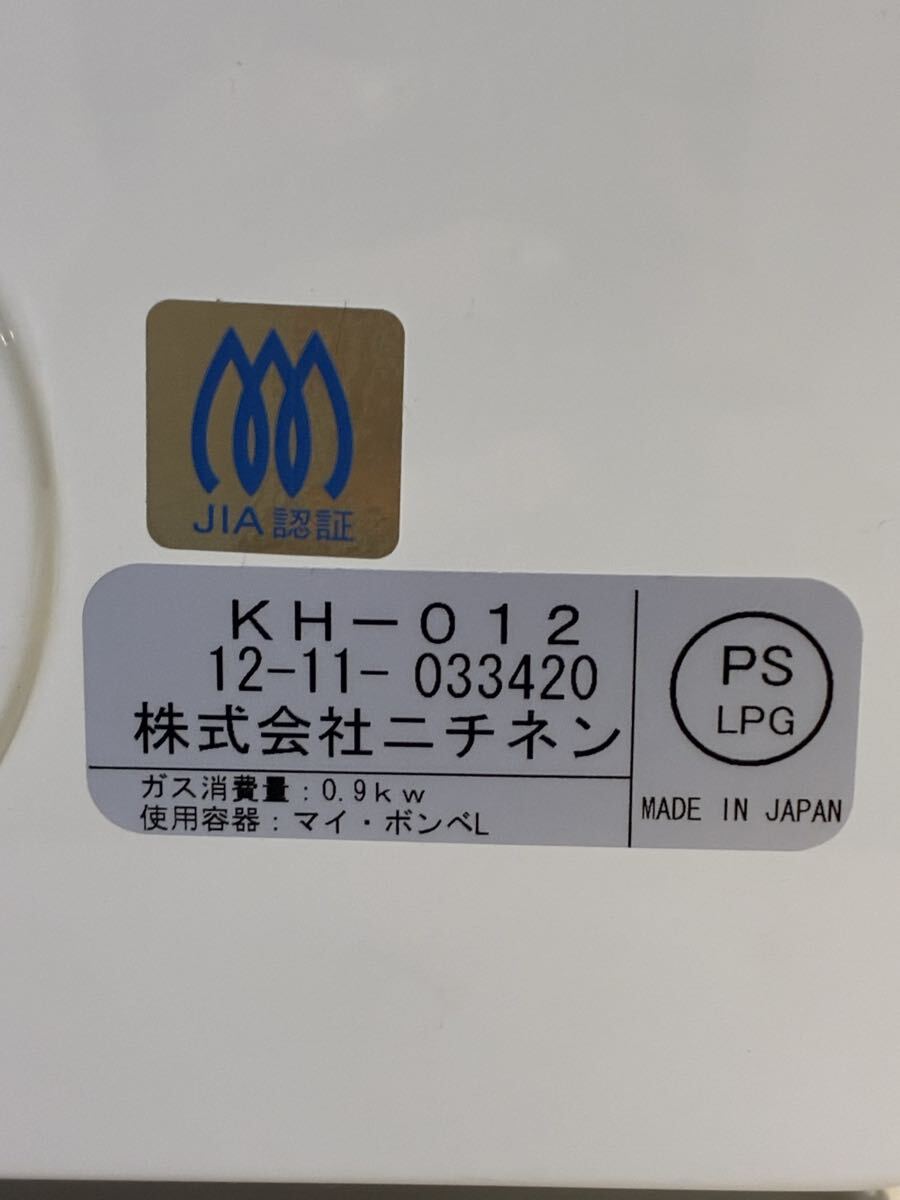 JIA認証
KH-012
12-11-033420
株式会社ニチネン
ガス消費量:0.9kw
使用容器:マイ・ボンベL
PS
LPG
MADE IN JAPAN